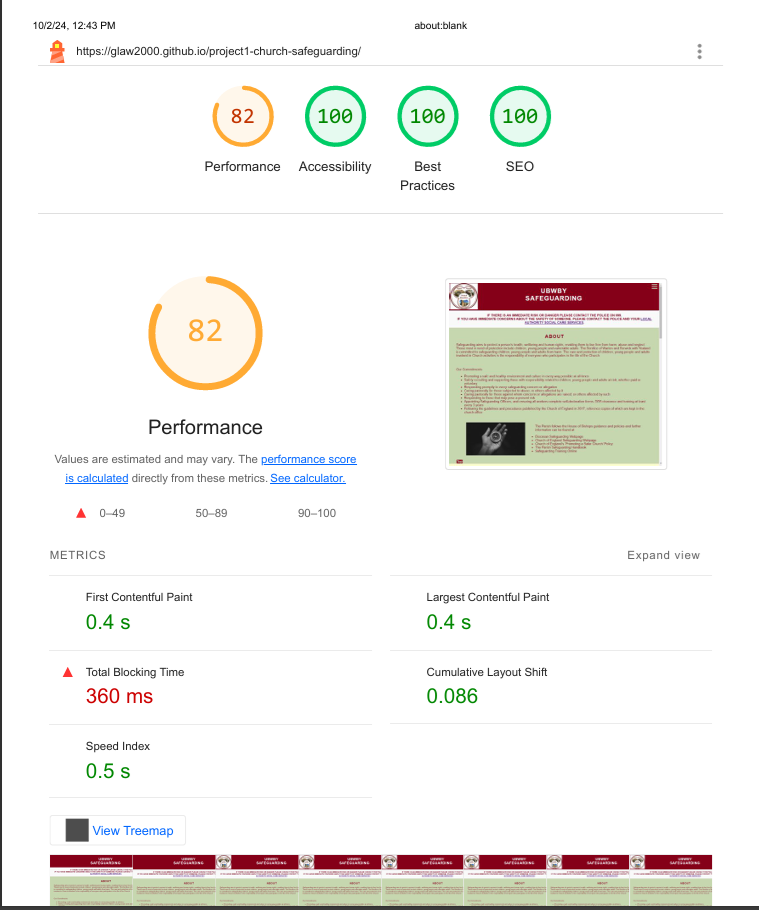 10/2/24, 12:43 PM
about:blank
https://glaw2000.github.io/project1-church-safeguarding/
82
100
100
100
Performance
Accessibility
Best
Practices
SEO
82
UBWBY
SAFEGUARDING
ABOUT
Performance
Values are estimated and may vary. The performance score
is calculated directly from these metrics. See calculator.
0–49
50–89
90–100
METRICS
Expand view
First Contentful Paint
0.4 s
Largest Contentful Paint
0.4 s
Total Blocking Time
360 ms
Cumulative Layout Shift
0.086
Speed Index
0.5 s
View Treemap
UBWBY
SAFEGUARDING
UBWBY
SAFEGUARDING
UBWBY
SAFEGUARDING
UBWBY
SAFEGUARDING
UBWBY
SAFEGUARDING
UBWBY
SAFEGUARDING
UBWBY
SAFEGUARDING
UBWBY
SAFEGUARDING